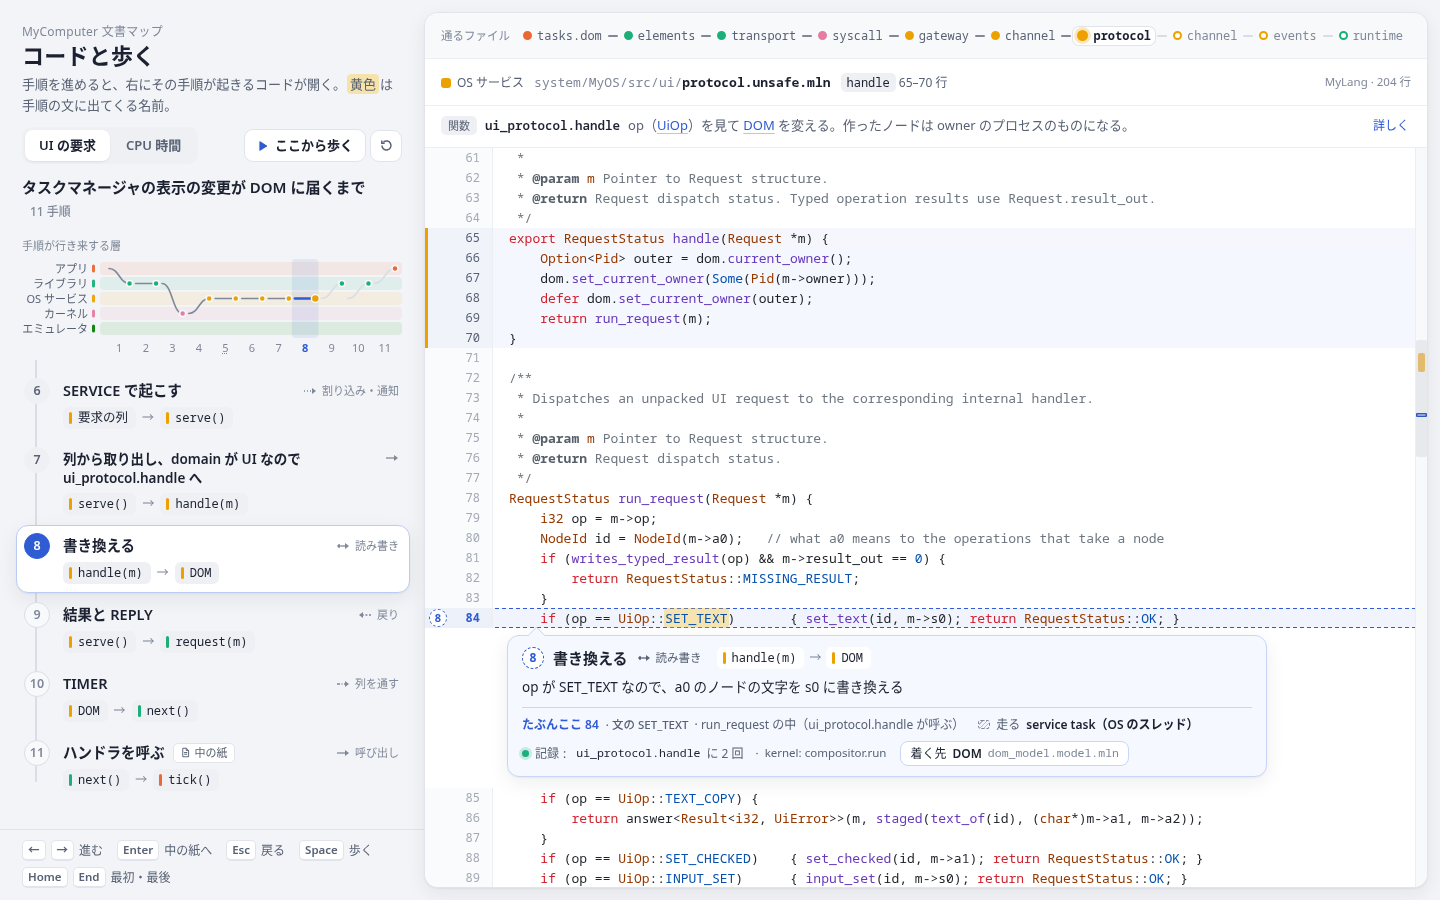 MyComputer 文書マップ
コードと歩く
手順を進めると、右にその手順が起きるコードが開く。黄色は
手順の文に出てくる名前。
UI の要求 CPU 時間 ▶ ここから歩く
タスクマネージャの表示の変更が DOM に届くまで
11 手順
手順が行き来する層
アプリ
ライブラリ
OS サービス
カーネル
エミュレータ
1 2 3 4 5 6 7 8 9 10 11
6 SERVICE で起こす 割り込み・通知
要求の列 → serve()
7 列から取り出し、domain が UI なので →
ui_protocol.handle へ
serve() → handle(m)
8 書き換える ↔ 読み書き
handle(m) → DOM
9 結果と REPLY 戻り
serve() → request(m)
10 TIMER 列を通す
DOM → next()
11 ハンドラを呼ぶ 中の紙 → 呼び出し
next() → tick()
← → 進む Enter 中の紙へ Esc 戻る Space 歩く
Home End 最初・最後
通るファイル tasks.dom — elements — transport — syscall — gateway — channel — protocol — channel — events — runtime
OS サービス system/MyOS/src/ui/protocol.unsafe.mln handle 65–70 行 MyLang · 204 行
関数 ui_protocol.handle op（UiOp）を見て DOM を変える。作ったノードは owner のプロセスのものになる。 詳しく
61 *
62 * @param m Pointer to Request structure.
63 * @return Request dispatch status. Typed operation results use Request.result_out.
64 */
65 export RequestStatus handle(Request *m) {
66 Option<Pid> outer = dom.current_owner();
67 dom.set_current_owner(Some(Pid(m->owner)));
68 defer dom.set_current_owner(outer);
69 return run_request(m);
70 }
71
72 /**
73 * Dispatches an unpacked UI request to the corresponding internal handler.
74 *
75 * @param m Pointer to Request structure.
76 * @return Request dispatch status.
77 */
78 RequestStatus run_request(Request *m) {
79 i32 op = m->op;
80 NodeId id = NodeId(m->a0); // what a0 means to the operations that take a node
81 if (writes_typed_result(op) && m->result_out == 0) {
82 return RequestStatus::MISSING_RESULT;
83 }
8 84 if (op == UiOp::SET_TEXT) { set_text(id, m->s0); return RequestStatus::OK; }
8 書き換える ↔ 読み書き handle(m) → DOM
op が SET_TEXT なので、a0 のノードの文字を s0 に書き換える
たぶんここ 84 · 文の SET_TEXT · run_request の中（ui_protocol.handle が呼ぶ） 走る service task（OS のスレッド）
記録： ui_protocol.handle に 2 回 · kernel: compositor.run 着く先 DOM dom_model.model.mln
85 if (op == UiOp::TEXT_COPY) {
86 return answer<Result<i32, UiError>>(m, staged(text_of(id), (char*)m->a1, m->a2));
87 }
88 if (op == UiOp::SET_CHECKED) { set_checked(id, m->a1); return RequestStatus::OK; }
89 if (op == UiOp::INPUT_SET) { input_set(id, m->s0); return RequestStatus::OK; }